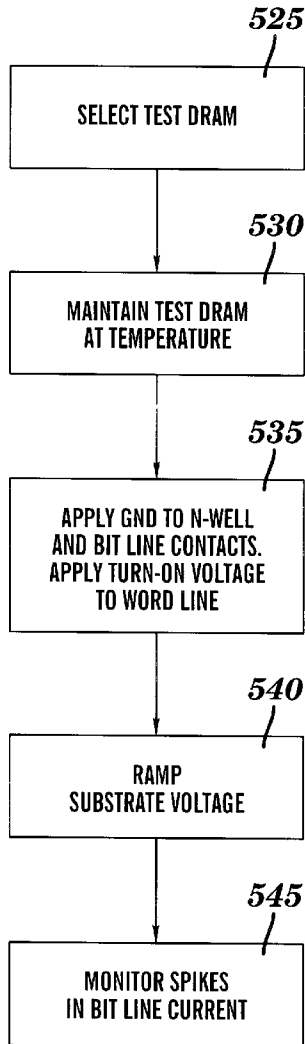 525
SELECT TEST DRAM
530
MAINTAIN TEST DRAM
AT TEMPERATURE
535
APPLY GND TO N-WELL
AND BIT LINE CONTACTS.
APPLY TURN-ON VOLTAGE
TO WORD LINE
540
RAMP
SUBSTRATE VOLTAGE
545
MONITOR SPIKES
IN BIT LINE CURRENT